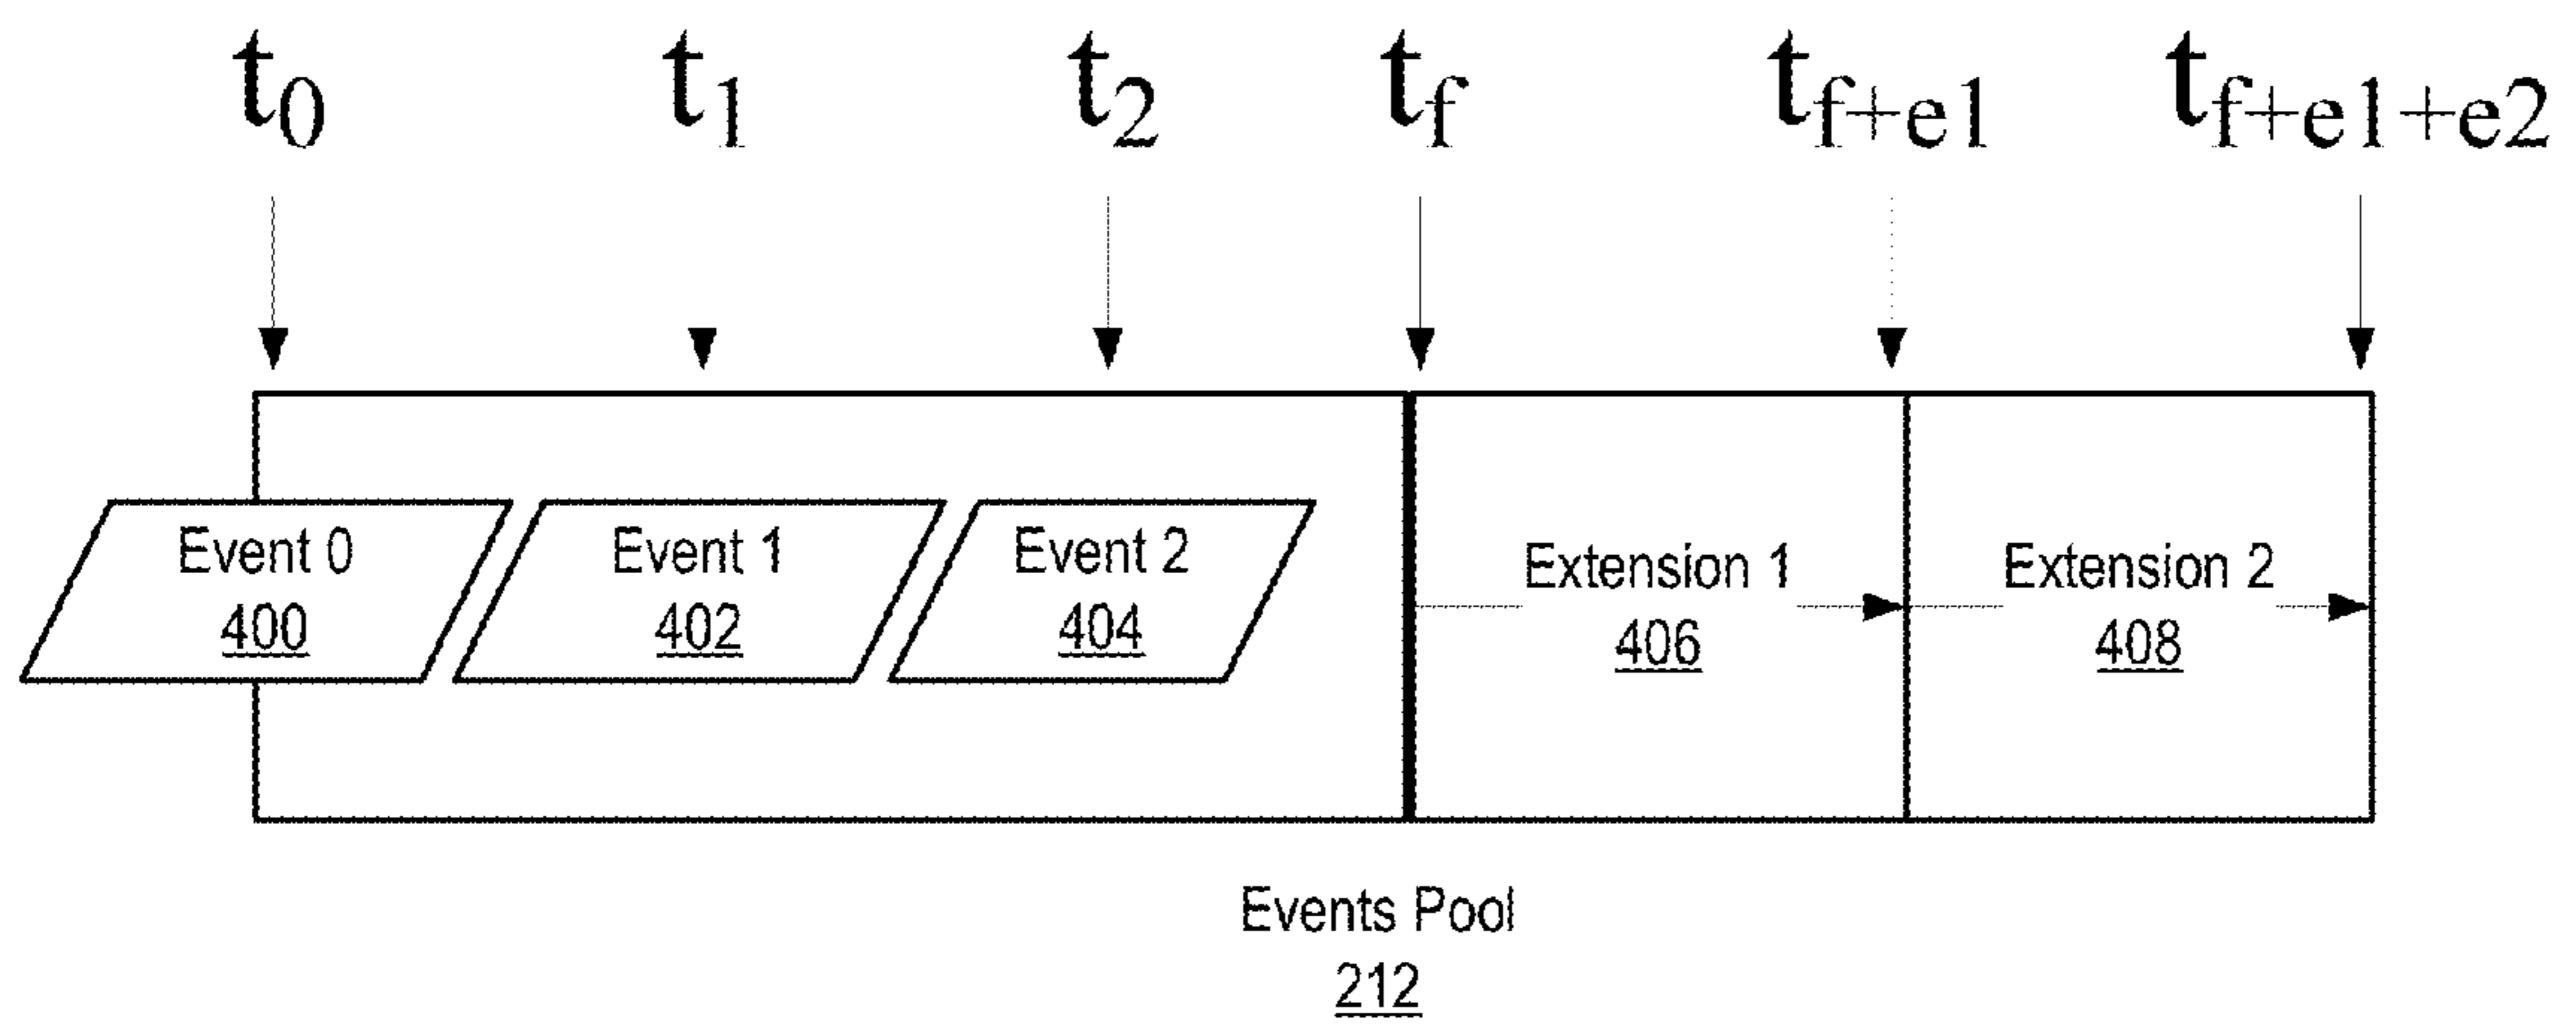 t0 t1 t2 tf tf+e1 tf+e1+e2
Event 0 Event 1 Event 2
400 402 404
Extension 1 Extension 2
406 408
Events Pool
212